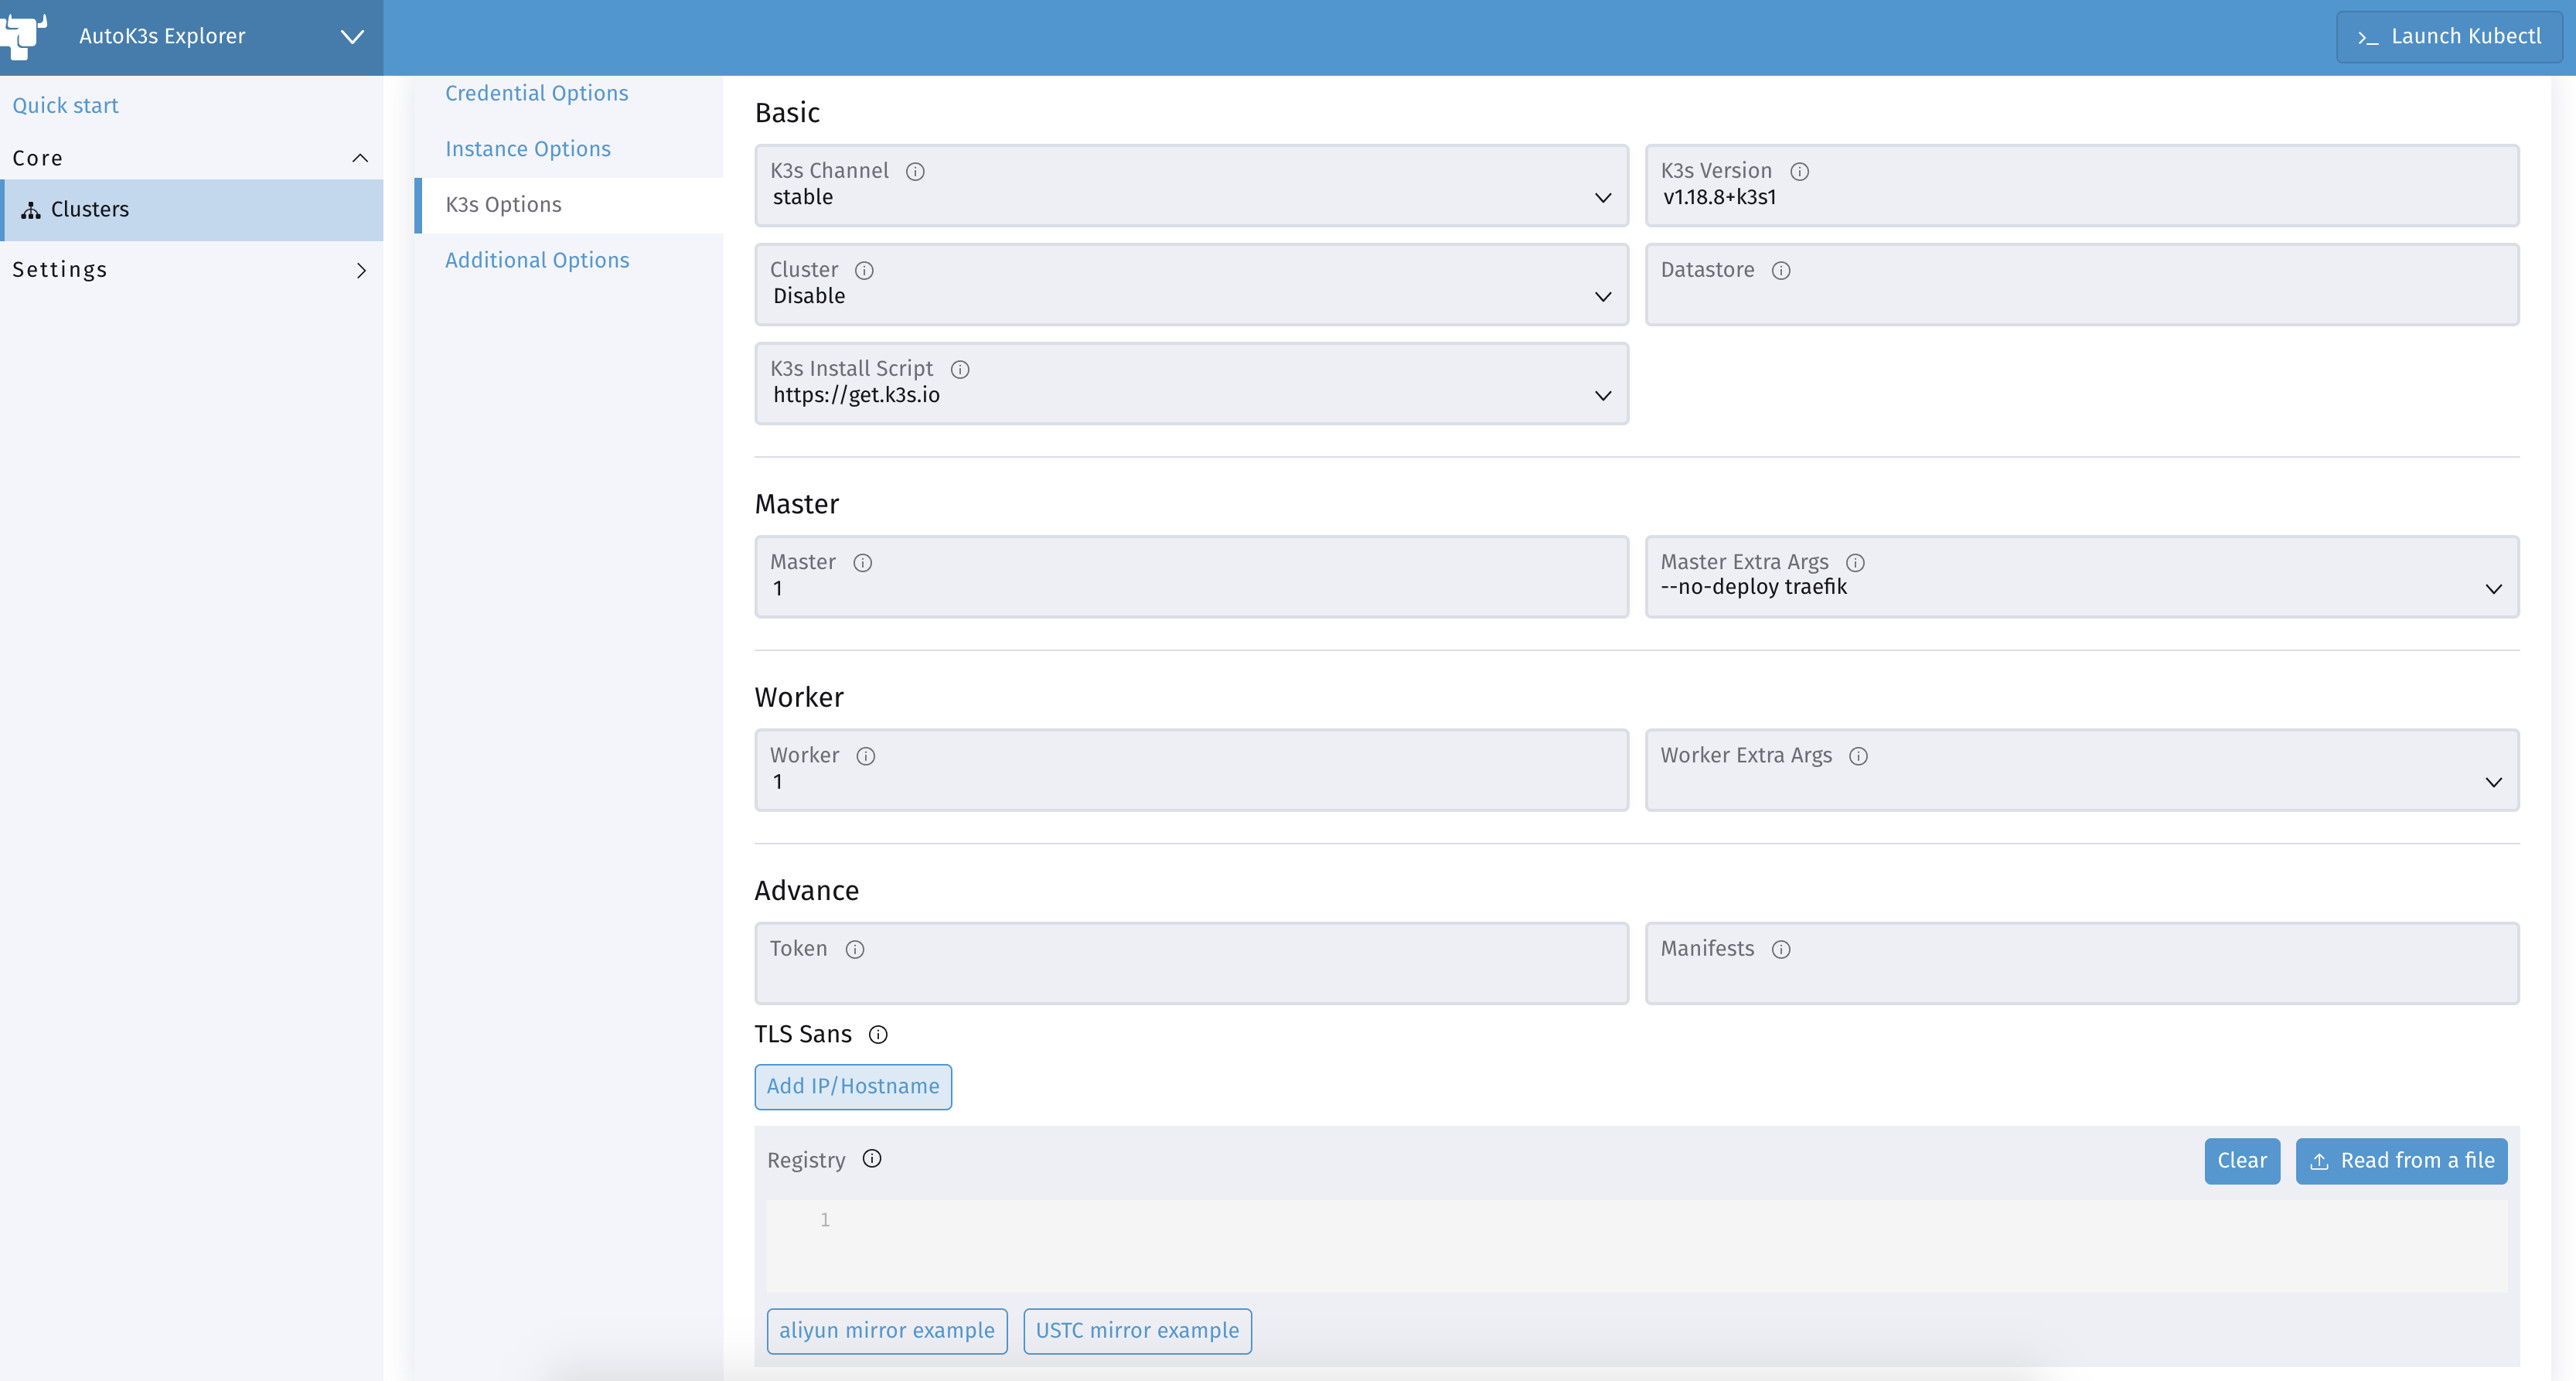 AutoK3s Explorer
>_ Launch Kubectl
Quick start
Core
Clusters
Settings
Credential Options
Instance Options
K3s Options
Additional Options
Basic
K3s Channel
stable
K3s Version
v1.18.8+k3s1
Cluster
Disable
Datastore
K3s Install Script
https://get.k3s.io
Master
Master
1
Master Extra Args
--no-deploy traefik
Worker
Worker
1
Worker Extra Args
Advance
Token
Manifests
TLS Sans
Add IP/Hostname
Registry
Clear
Read from a file
1
aliyun mirror example
USTC mirror example